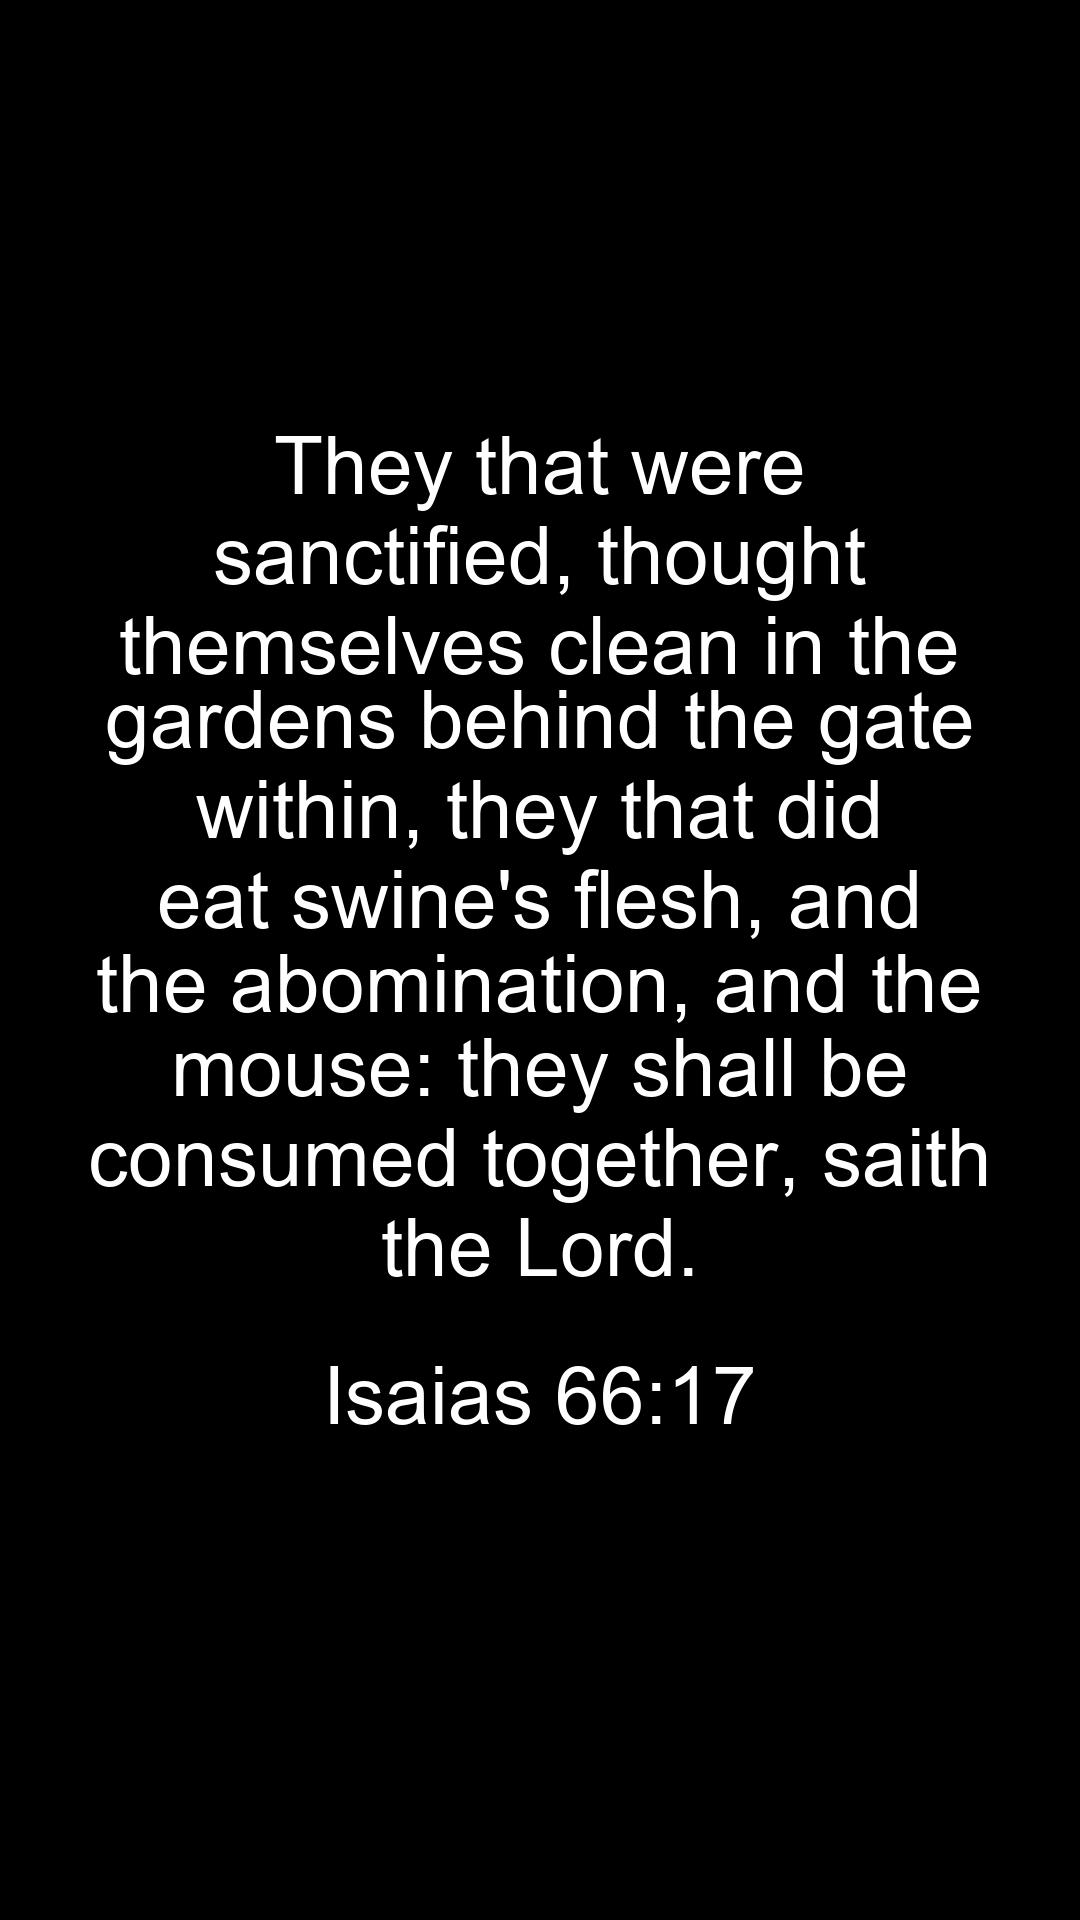 They that were
sanctified, thought
themselves clean in the
gardens behind the gate
within, they that did
eat swine's flesh, and
the abomination, and the
mouse: they shall be
consumed together, saith
the Lord.
Isaias 66:17